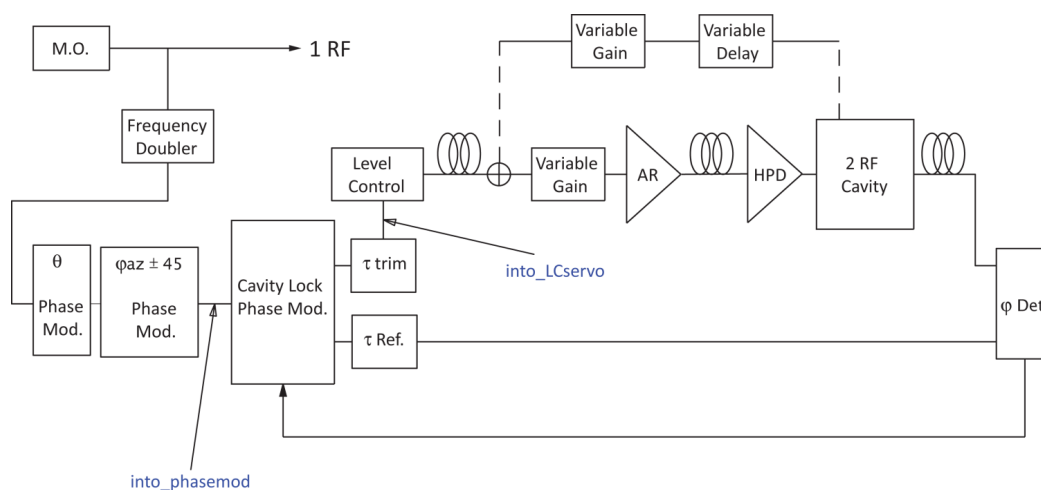 M.O.
1 RF
Frequency
Doubler
Variable
Gain
Variable
Delay
Level
Control
Variable
Gain
AR
HPD
2 RF
Cavity
into_LCservo
θ
Phase
Mod.
φaz ± 45
Phase
Mod.
Cavity Lock
Phase Mod.
τ trim
τ Ref.
φ Det
into_phasemod